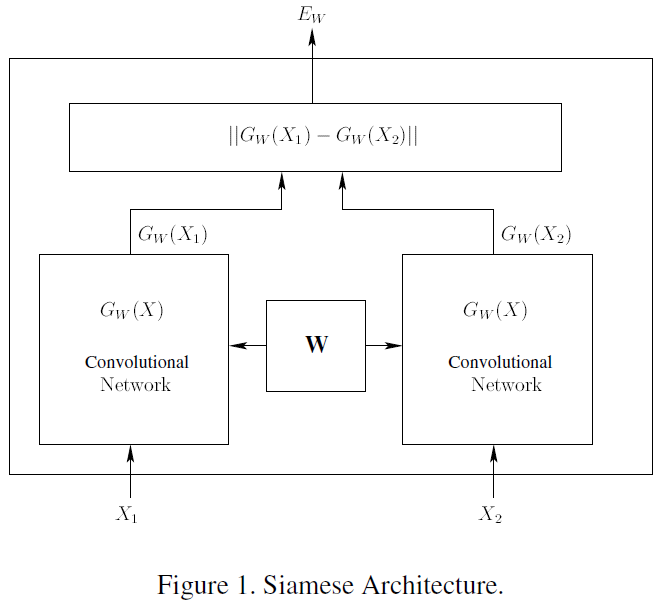 E_W
||G_W(X_1) − G_W(X_2)||
G_W(X_1)
G_W(X_2)
G_W(X)
Convolutional
Network
W
G_W(X)
Convolutional
Network
X_1
X_2
Figure 1. Siamese Architecture.